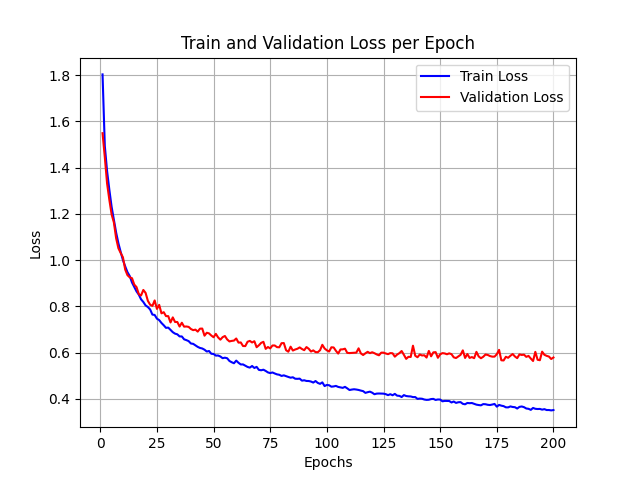 Train and Validation Loss per Epoch
Train Loss
Validation Loss
Loss
1.8
1.6
1.4
1.2
1.0
0.8
0.6
0.4
0 25 50 75 100 125 150 175 200
Epochs